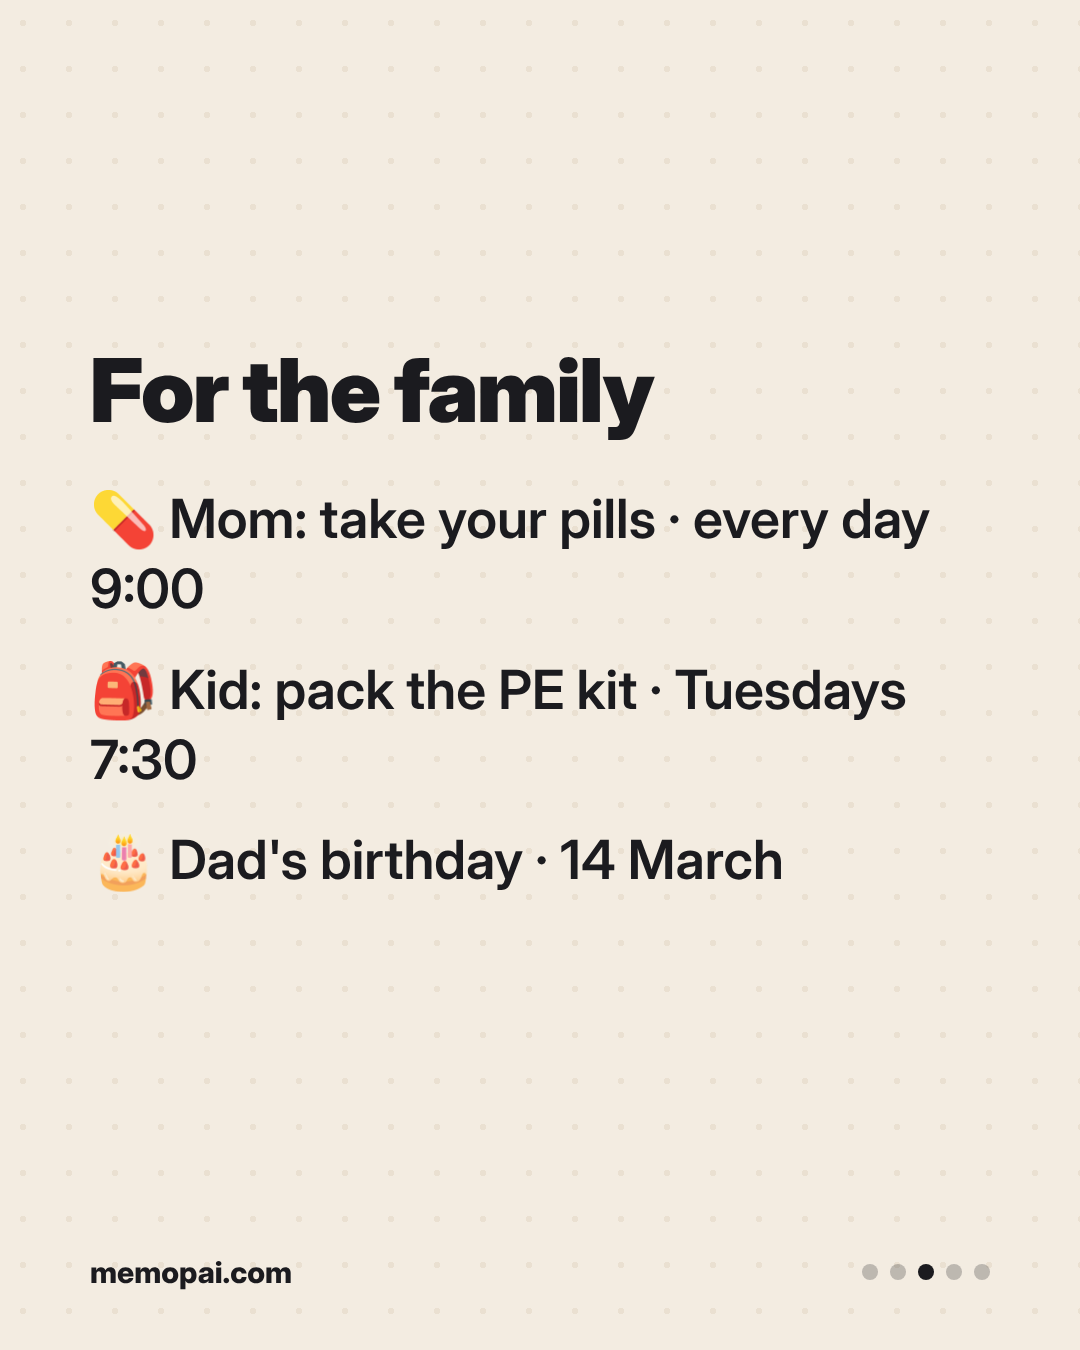 For the family
💊 Mom: take your pills · every day
9:00
🎒 Kid: pack the PE kit · Tuesdays
7:30
🎂 Dad's birthday · 14 March
memopai.com